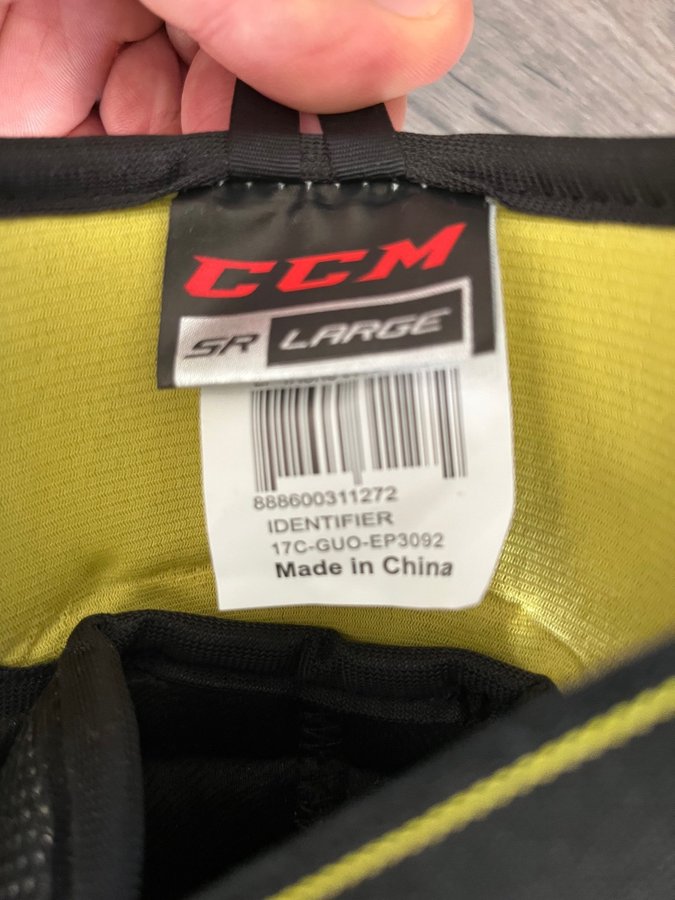 CCM
SR LARGE
888600311272
IDENTIFIER
17C-GUO-EP3092
Made in China